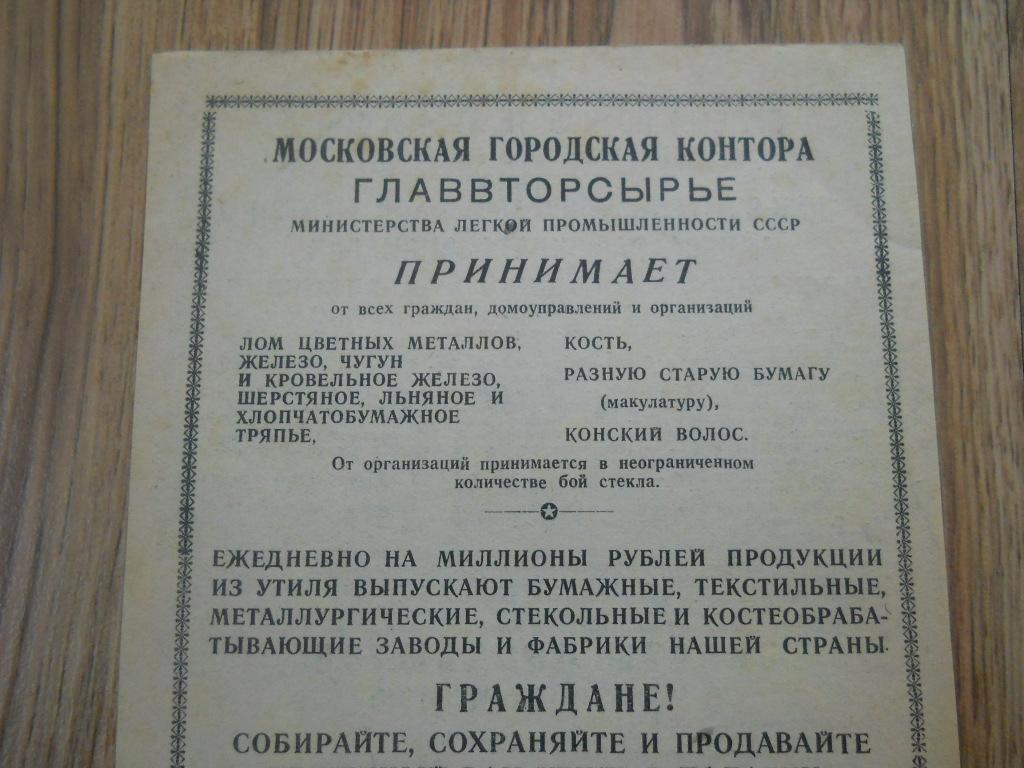 МОСКОВСКАЯ ГОРОДСКАЯ КОНТОРА
ГЛАВВТОРСЫРЬЕ
МИНИСТЕРСТВА ЛЕГКОЙ ПРОМЫШЛЕННОСТИ СССР
ПРИНИМАЕТ
от всех граждан, домоуправлений и организаций
ЛОМ ЦВЕТНЫХ МЕТАЛЛОВ,
ЖЕЛЕЗО, ЧУГУН
И КРОВЕЛЬНОЕ ЖЕЛЕЗО,
ШЕРСТЯНОЕ, ЛЬНЯНОЕ И
ХЛОПЧАТОБУМАЖНОЕ
ТРЯПЬЕ,
КОСТЬ,
РАЗНУЮ СТАРУЮ БУМАГУ
(макулатуру),
КОНСКИЙ ВОЛОС.
От организаций принимается в неограниченном
количестве бой стекла.
ЕЖЕДНЕВНО НА МИЛЛИОНЫ РУБЛЕЙ ПРОДУКЦИИ
ИЗ УТИЛЯ ВЫПУСКАЮТ БУМАЖНЫЕ, ТЕКСТИЛЬНЫЕ,
МЕТАЛЛУРГИЧЕСКИЕ, СТЕКОЛЬНЫЕ И КОСТЕОБРАБА-
ТЫВАЮЩИЕ ЗАВОДЫ И ФАБРИКИ НАШЕЙ СТРАНЫ.
ГРАЖДАНЕ!
СОБИРАЙТЕ, СОХРАНЯЙТЕ И ПРОДАВАЙТЕ